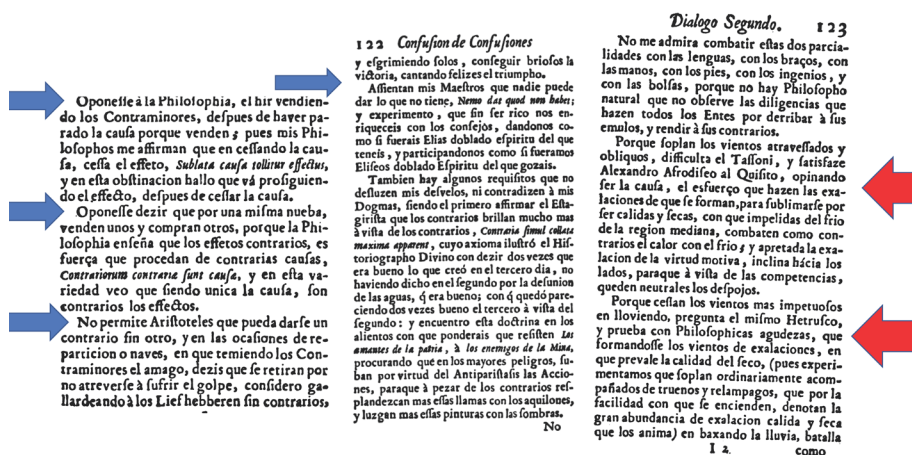 Oponeſſe à la Philoſophia, el hir vendien-
do los Contraminores, deſpues de haver pa-
rado la cauſa porque venden; pues mis Phi-
loſophos me affirman que en ceſſando la cau-
ſa, ceſſa el effeto, Sublata cauſa tollitur effectus,
y en eſta obſtinacion hallo que vá proſiguien-
do el effecto, deſpues de ceſſar la cauſa.
Oponeſſe dezir que por una miſma nueba,
venden unos y compran otros, porque la Phi-
loſophia enſeña que los effetos contrarios, es
fuerça que procedan de contrarias cauſas,
Contrariorum contraria ſunt cauſa, y en eſta va-
riedad veo que ſiendo unica la cauſa, ſon
contrarios los effectos.
No permite Ariſtoteles que pueda darſe un
contrario ſin otro, y en las ocaſiones de re-
particion o naves, en que temiendo los Con-
traminores el amago, dezis que ſe retiran por
no atreverſe à ſufrir el golpe, conſidero ga-
llardeando à los Liefhebberen ſin contrarios,
122 Confuſion de Confuſiones
y eſgrimiendo ſolos, conſeguir brioſos la
victoria, cantando felizes el triumpho.
Aſſientan mis Maeſtros que nadie puede
dar lo que no tiene, Nemo dat quod non habet;
y experimento, que ſin ſer rico nos en-
riqueceis con los conſejos, dandonos co-
mo ſi fuerais Elias doblado eſpiritu del que
teneis, y participandonos como ſi fueramos
Eliſeos doblado Eſpiritu del que gozais.
Tambien hay algunos requiſitos que no
deſluzen mis deſvelos, ni contradizen à mis
Dogmas, ſiendo el primero affirmar el Eſta-
giriſta que los contrarios brillan mucho mas
à viſta de los contrarios, Contraria ſimul collata
maxima apparent, cuyo axioma iluſtró el Hiſ-
toriographo Divino con dezir dos vezes que
era bueno lo que creó en el tercero dia, no
haviendo dicho en el ſegundo por la deſunion
de las aguas, q̃ era bueno; con q̃ quedó pare-
ciendo dos vezes bueno el tercero à viſta del
ſegundo: y encuentro eſta doctrina en los
alientos con que ponderais que reſiſten Los
amantes de la patria, à los enemigos de la Mina,
procurando que en los mayores peligros, ſu-
ban por virtud del Antipariſtaſis las Accio-
nes, paraque à pezar de los contrarios reſ-
plandezcan mas eſſas llamas con los aquilones,
y luzgan mas eſſas pinturas con las ſombras.
No
Dialogo Segundo. 123
No me admira combatir eſtas dos parcia-
lidades con las lenguas, con los braços, con
las manos, con los pies, con los ingenios, y
con las bolſas, porque no hay Philoſopho
natural que no obſerve las diligencias que
hazen todos los Entes por derribar à ſus
emulos, y rendir à ſus contrarios.
Porque ſoplan los vientos atraveſſados y
obliquos, difficulta el Taſſoni, y ſatisfaze
Alexandro Afrodiſeo al Quiſito, opinando
ſer la cauſa, el esfuerço que hazen las exa-
laciones de que ſe forman, para ſublimarſe por
ſer calidas y ſecas, con que impelidas del frio
de la region mediana, combaten como con-
trarios el calor con el frio; y apretada la exa-
lacion de la virtud motiva, inclina házia los
lados, paraque à viſta de las competencias,
queden neutrales los deſpojos.
Porque ceſſan los vientos mas impetuoſos
en lloviendo, pregunta el miſmo Hetruſco,
y prueba con Philoſophicas agudezas, que
formandoſſe los vientos de exalaciones, en
que prevale la calidad del ſeco, (pues experi-
mentamos que ſoplan ordinariamente acom-
pañados de truenos y relampagos, que por la
facilidad con que ſe encienden, denotan la
gran abundancia de exalacion calida y ſeca
que los anima) en baxando la lluvia, batalla
I 2 como